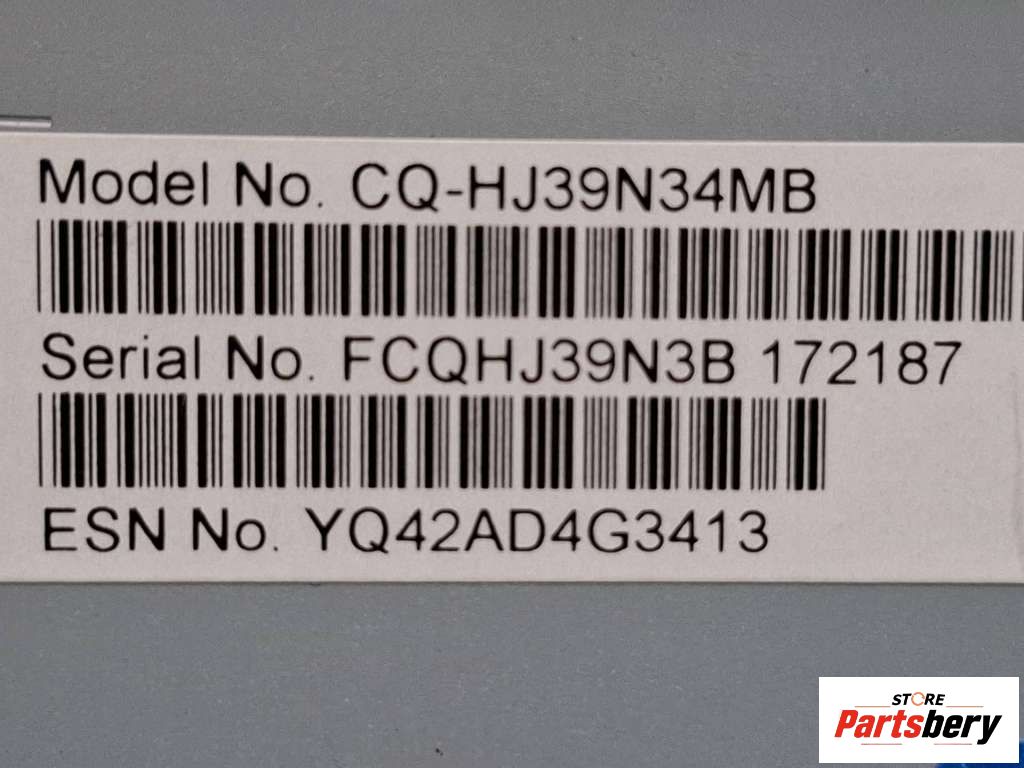 Model No. CQ-HJ39N34MB
Serial No. FCQHJ39N3B 172187
ESN No. YQ42AD4G3413
STORE
Partsbery